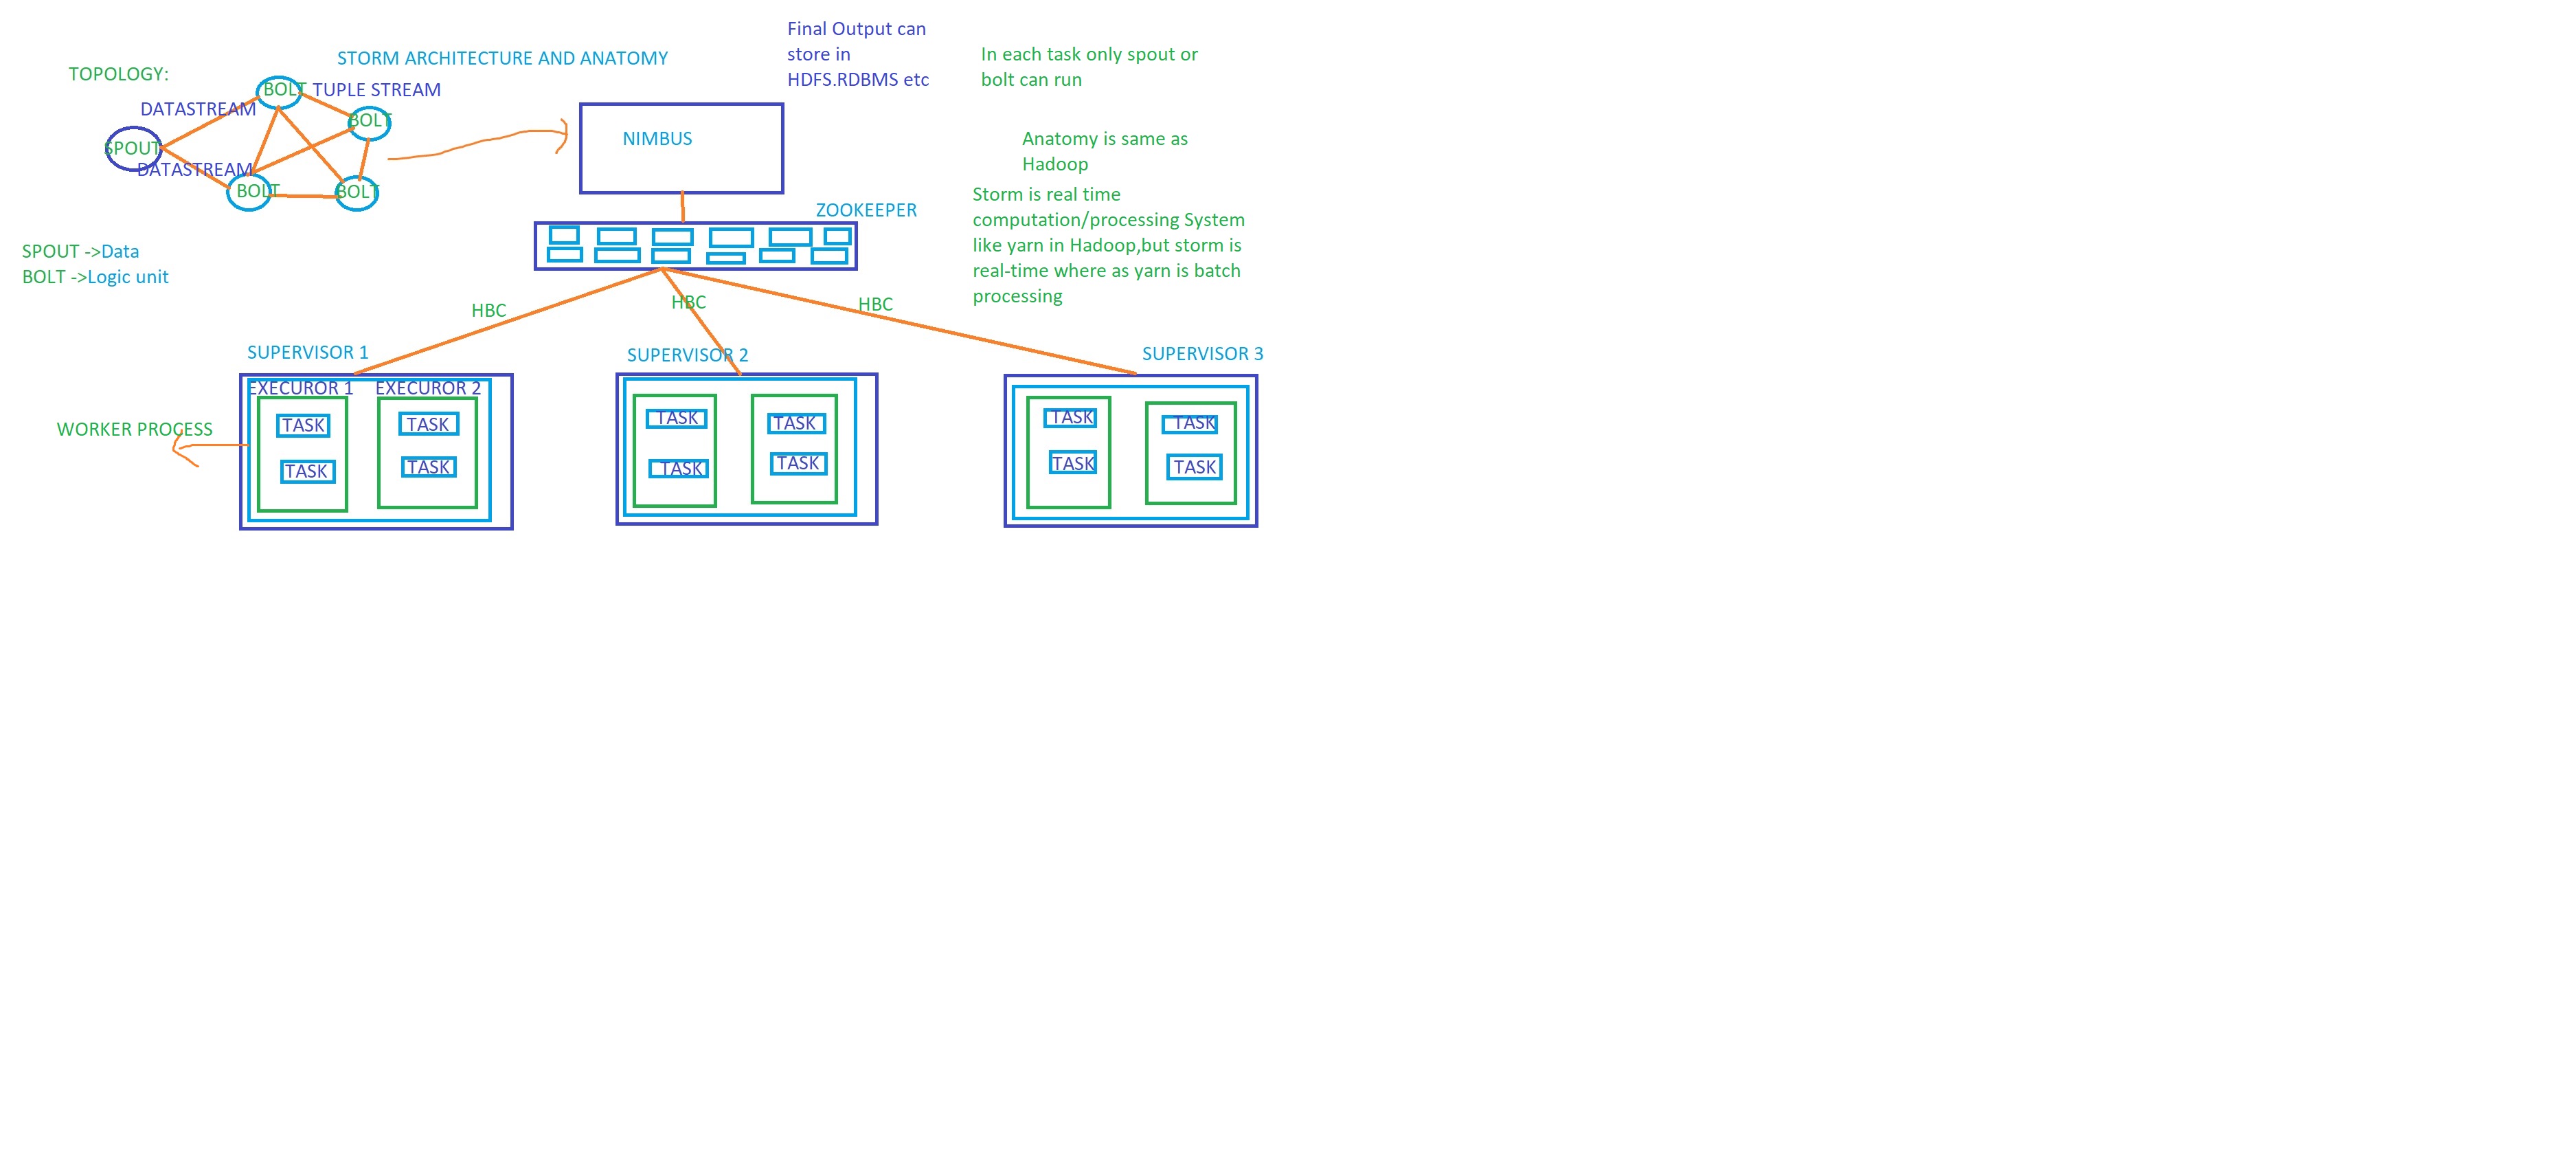 STORM ARCHITECTURE AND ANATOMY
TOPOLOGY:
BOLT
TUPLE STREAM
DATASTREAM
BOLT
SPOUT
DATASTREAM
BOLT
BOLT
SPOUT ->Data
BOLT ->Logic unit
Final Output can
store in
HDFS.RDBMS etc
In each task only spout or
bolt can run
NIMBUS
Anatomy is same as
Hadoop
Storm is real time
computation/processing System
like yarn in Hadoop,but storm is
real-time where as yarn is batch
processing
ZOOKEEPER
HBC
HBC
HBC
SUPERVISOR 1
EXECUROR 1
EXECUROR 2
TASK
TASK
TASK
TASK
WORKER PROCESS
SUPERVISOR 2
TASK
TASK
TASK
TASK
SUPERVISOR 3
TASK
TASK
TASK
TASK